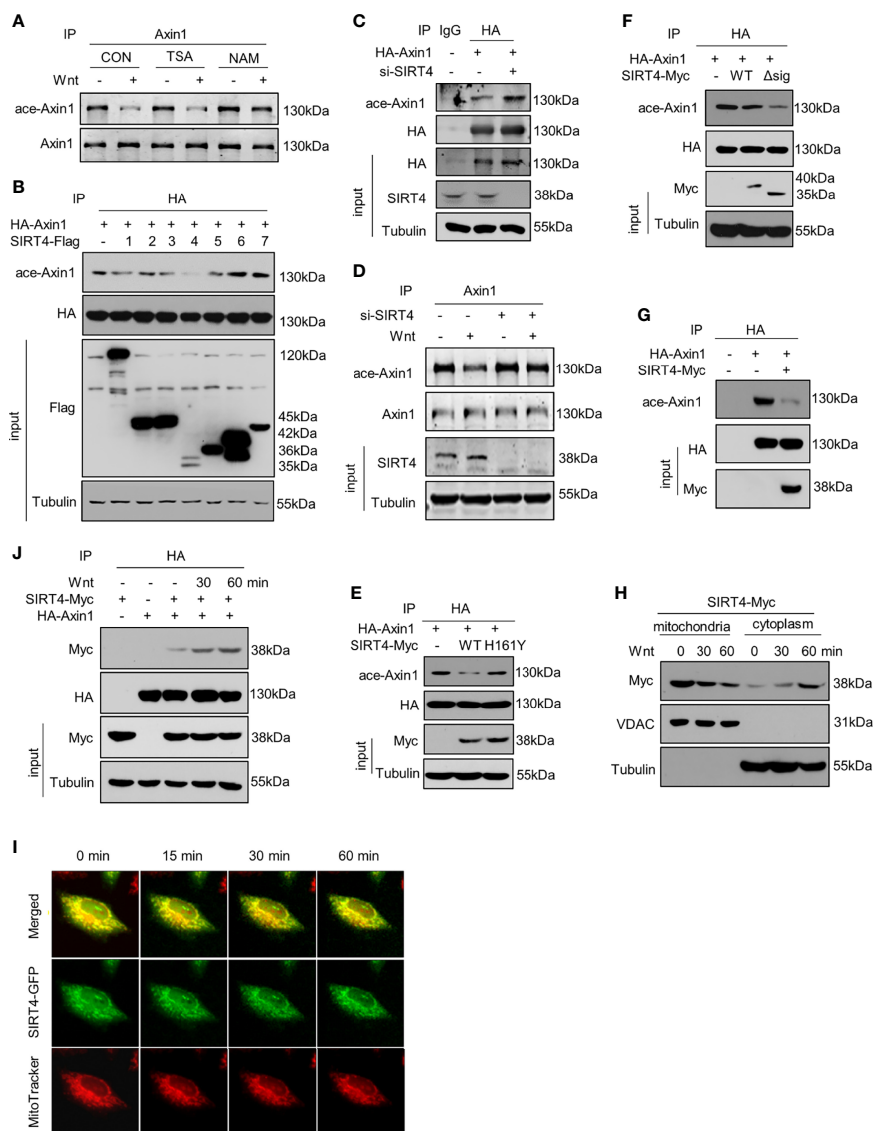 A
IP Axin1
CON TSA NAM
Wnt - + - + - +
ace-Axin1 130kDa
Axin1 130kDa
B
IP HA
HA-Axin1 + + + + + + + +
SIRT4-Flag - 1 2 3 4 5 6 7
ace-Axin1 130kDa
HA 130kDa
input
Flag
120kDa
45kDa
42kDa
36kDa
35kDa
Tubulin 55kDa
C
IP IgG HA
HA-Axin1 - + +
si-SIRT4 - - +
ace-Axin1 130kDa
HA 130kDa
input
HA 130kDa
SIRT4 38kDa
Tubulin 55kDa
D
IP Axin1
si-SIRT4 - - + +
Wnt - + - +
ace-Axin1 130kDa
Axin1 130kDa
input
SIRT4 38kDa
Tubulin 55kDa
E
IP HA
HA-Axin1 + + +
SIRT4-Myc - WT H161Y
ace-Axin1 130kDa
HA 130kDa
input
Myc 38kDa
Tubulin 55kDa
F
IP HA
HA-Axin1 + + +
SIRT4-Myc - WT Δsig
ace-Axin1 130kDa
HA 130kDa
input
Myc
40kDa
35kDa
Tubulin 55kDa
G
IP HA
HA-Axin1 - + +
SIRT4-Myc - - +
ace-Axin1 130kDa
input
HA 130kDa
Myc 38kDa
H
SIRT4-Myc
mitochondria cytoplasm
Wnt 0 30 60 0 30 60 min
Myc 38kDa
VDAC 31kDa
Tubulin 55kDa
J
IP HA
Wnt - - - 30 60 min
SIRT4-Myc + - + + +
HA-Axin1 - + + + +
Myc 38kDa
HA 130kDa
input
Myc 38kDa
Tubulin 55kDa
I
0 min 15 min 30 min 60 min
Merged
SIRT4-GFP
MitoTracker